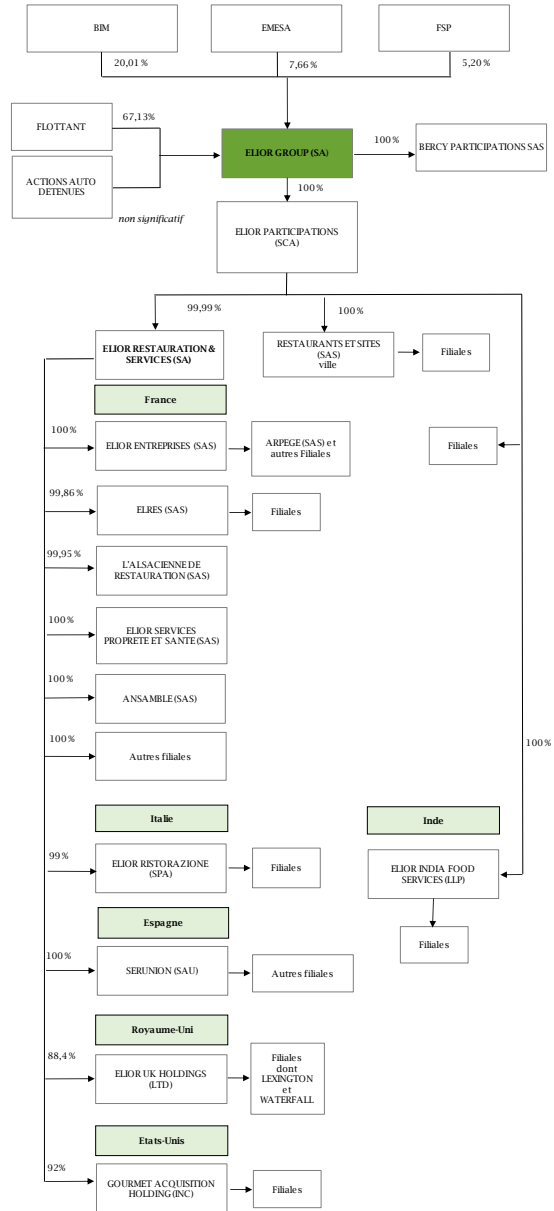 BIM
EMESA
FSP
20,01%
7,66%
5,20%
FLOTTANT
67,13%
ACTIONS AUTO
DETENUES
non significatif
ELIOR GROUP (SA)
100%
BERCY PARTICIPATIONS SAS
100%
ELIOR PARTICIPATIONS
(SCA)
99,99%
100%
ELIOR RESTAURATION &
SERVICES (SA)
RESTAURANTS ET SITES
(SAS)
ville
Filiales
France
100%
ELIOR ENTREPRISES (SAS)
ARPEGE (SAS) et
autres Filiales
Filiales
99,86%
ELRES (SAS)
Filiales
99,95%
L'ALSACIENNE DE
RESTAURATION (SAS)
100%
ELIOR SERVICES
PROPRETE ET SANTE (SAS)
100%
ANSAMBLE (SAS)
100%
Autres filiales
100%
Italie
Inde
99%
ELIOR RISTORAZIONE
(SPA)
Filiales
ELIOR INDIA FOOD
SERVICES (LLP)
Filiales
Espagne
100%
SERUNION (SAU)
Autres filiales
Royaume-Uni
88,4%
ELIOR UK HOLDINGS
(LTD)
Filiales
dont
LEXINGTON
et
WATERFALL
Etats-Unis
92%
GOURMET ACQUISITION
HOLDING (INC)
Filiales